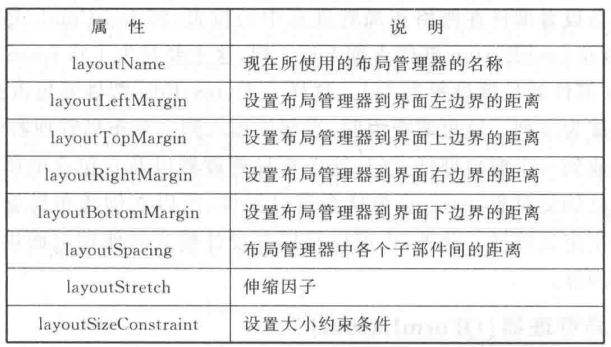 属 性 说 明
layoutName 现在所使用的布局管理器的名称
layoutLeftMargin 设置布局管理器到界面左边界的距离
layoutTopMargin 设置布局管理器到界面上边界的距离
layoutRightMargin 设置布局管理器到界面右边界的距离
layoutBottomMargin 设置布局管理器到界面下边界的距离
layoutSpacing 布局管理器中各个子部件间的距离
layoutStretch 伸缩因子
layoutSizeConstraint 设置大小约束条件